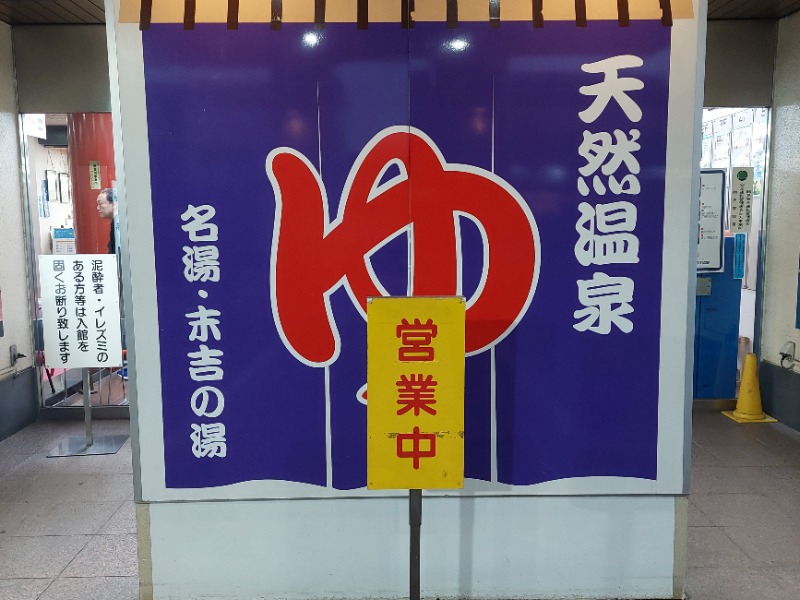 天然温泉
ゆ
名湯・末吉の湯
営業中
泥酔者・イレズミの
ある方等は入館を
固くお断り致します